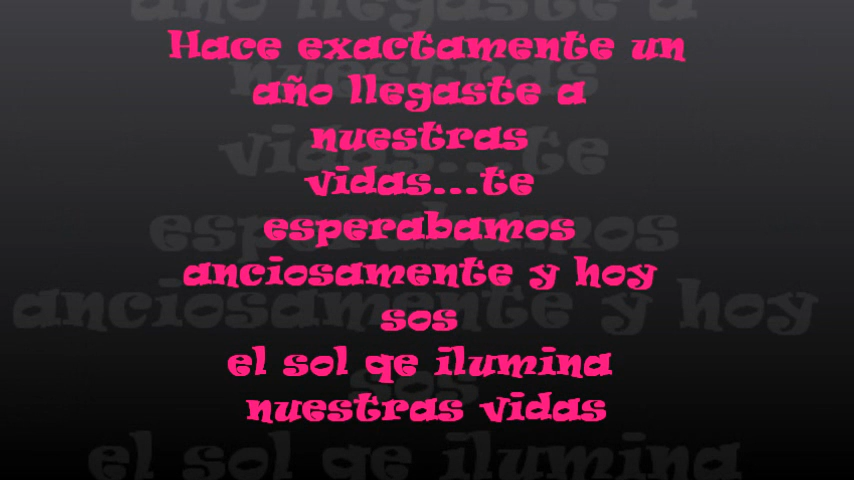 Hace exactamente un
año llegaste a
nuestras
vidas...te
esperabamos
anciosamente y hoy
sos
el sol qe ilumina
nuestras vidas